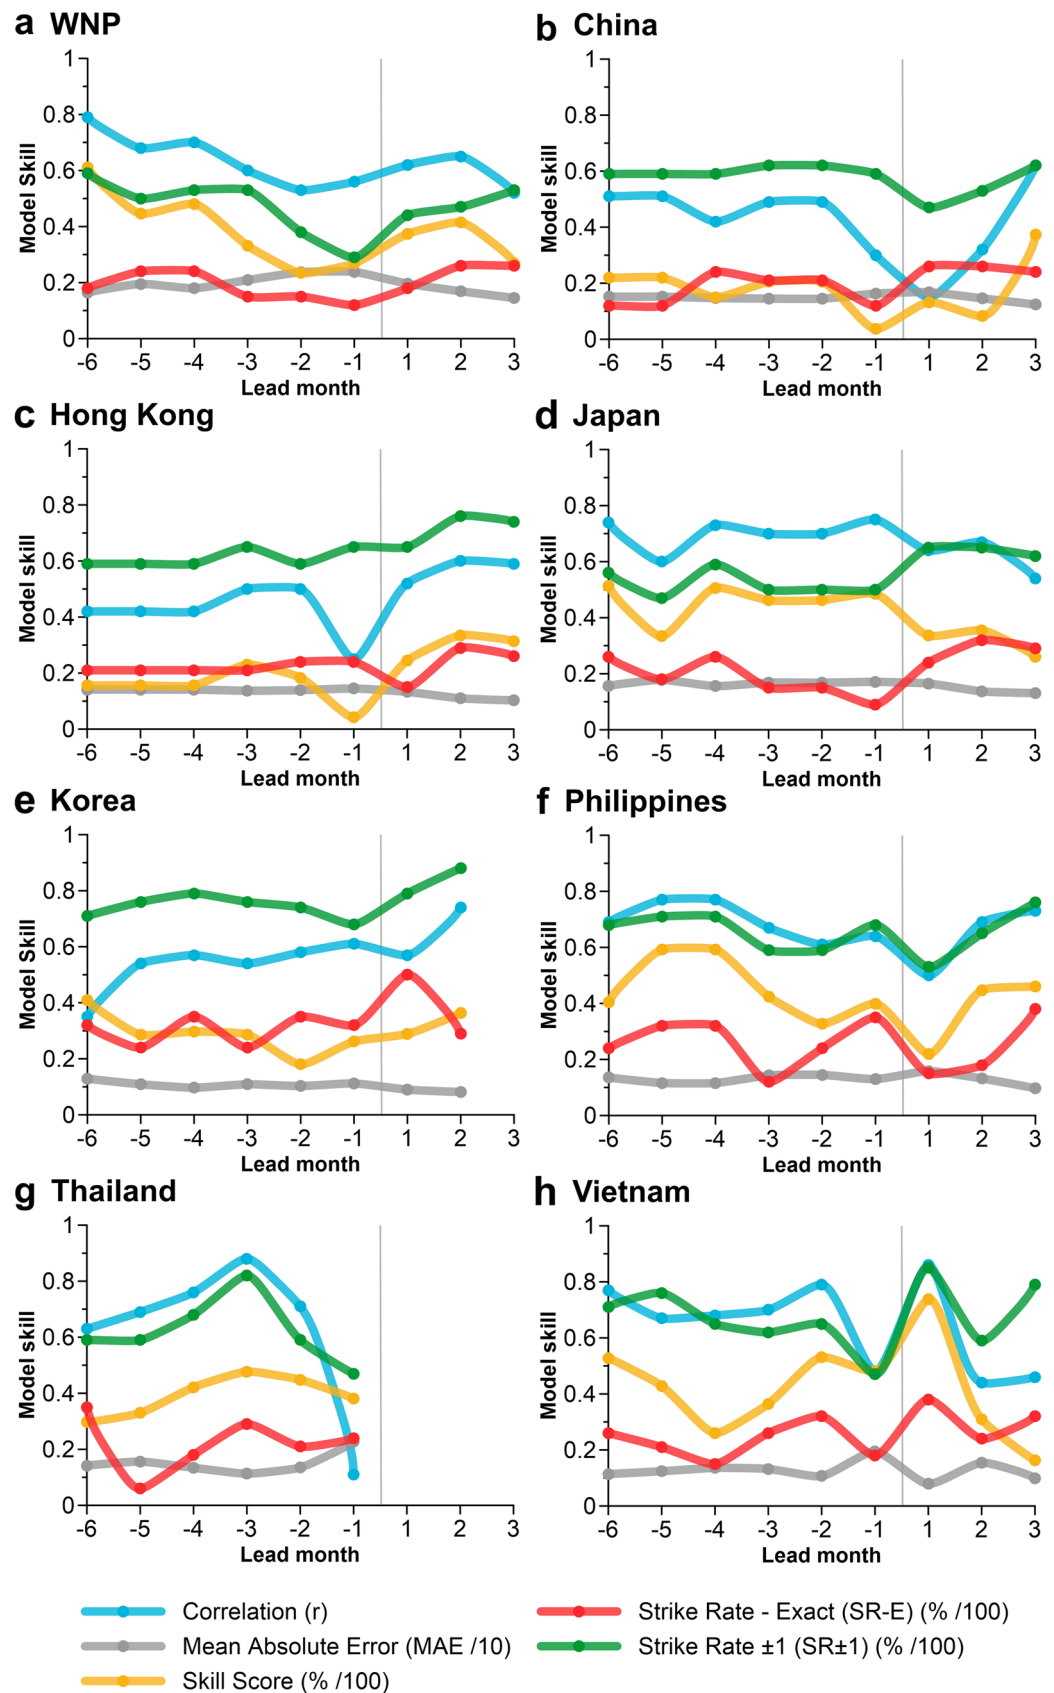 a WNP
1
0.8
0.6
0.4
0.2
0
Model Skill
-6 -5 -4 -3 -2 -1 1 2 3
Lead month
b China
1
0.8
0.6
0.4
0.2
0
Model skill
-6 -5 -4 -3 -2 -1 1 2 3
Lead month
c Hong Kong
1
0.8
0.6
0.4
0.2
0
Model skill
-6 -5 -4 -3 -2 -1 1 2 3
Lead month
d Japan
1
0.8
0.6
0.4
0.2
0
Model skill
-6 -5 -4 -3 -2 -1 1 2 3
Lead month
e Korea
1
0.8
0.6
0.4
0.2
0
Model Skill
-6 -5 -4 -3 -2 -1 1 2 3
Lead month
f Philippines
1
0.8
0.6
0.4
0.2
0
Model skill
-6 -5 -4 -3 -2 -1 1 2 3
Lead month
g Thailand
1
0.8
0.6
0.4
0.2
0
Model skill
-6 -5 -4 -3 -2 -1 1 2 3
Lead month
h Vietnam
1
0.8
0.6
0.4
0.2
0
Model skill
-6 -5 -4 -3 -2 -1 1 2 3
Lead month
Correlation (r)
Mean Absolute Error (MAE /10)
Skill Score (% /100)
Strike Rate - Exact (SR-E) (% /100)
Strike Rate ±1 (SR±1) (% /100)